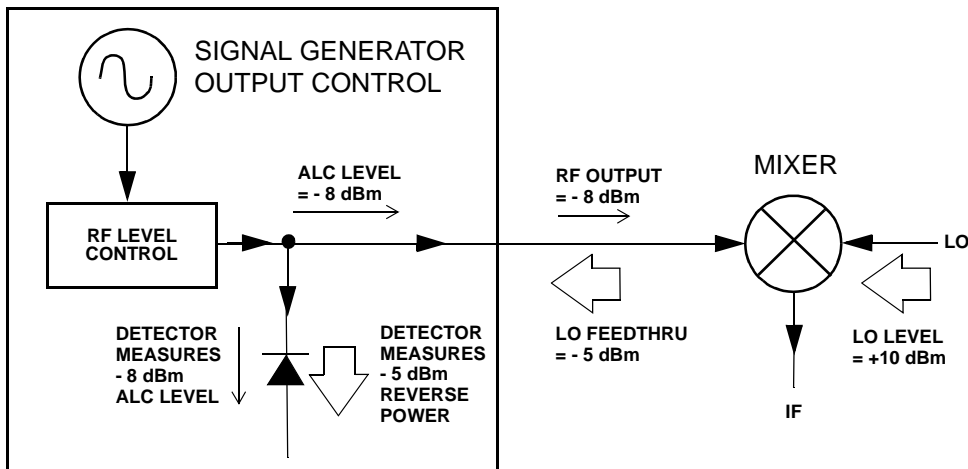 SIGNAL GENERATOR
OUTPUT CONTROL
ALC LEVEL
= - 8 dBm
RF OUTPUT
= - 8 dBm
MIXER
RF LEVEL
CONTROL
LO
DETECTOR
MEASURES
- 8 dBm
ALC LEVEL
DETECTOR
MEASURES
- 5 dBm
REVERSE
POWER
LO FEEDTHRU
= - 5 dBm
LO LEVEL
= +10 dBm
IF